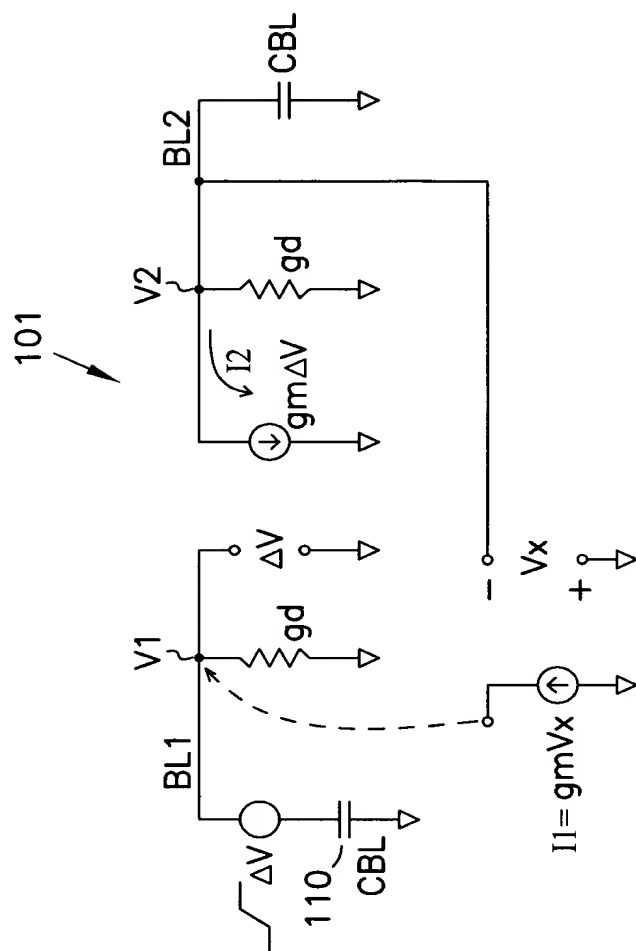 101
V1
V2
BL1
BL2
ΔV
110
CBL
gd
ΔV
I2
gmΔV
gd
CBL
I1= gmVx
-
Vx
+